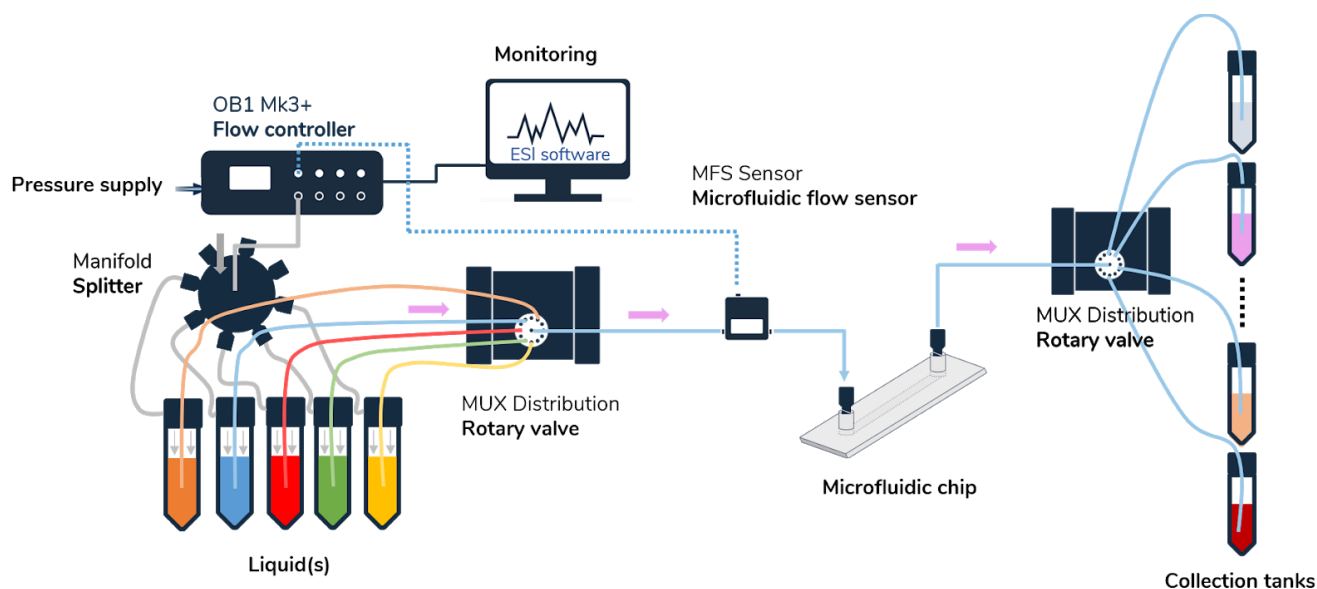 Monitoring
OB1 Mk3+
Flow controller
ESI software
Pressure supply
MFS Sensor
Microfluidic flow sensor
Manifold
Splitter
MUX Distribution
Rotary valve
MUX Distribution
Rotary valve
Microfluidic chip
Liquid(s)
Collection tanks